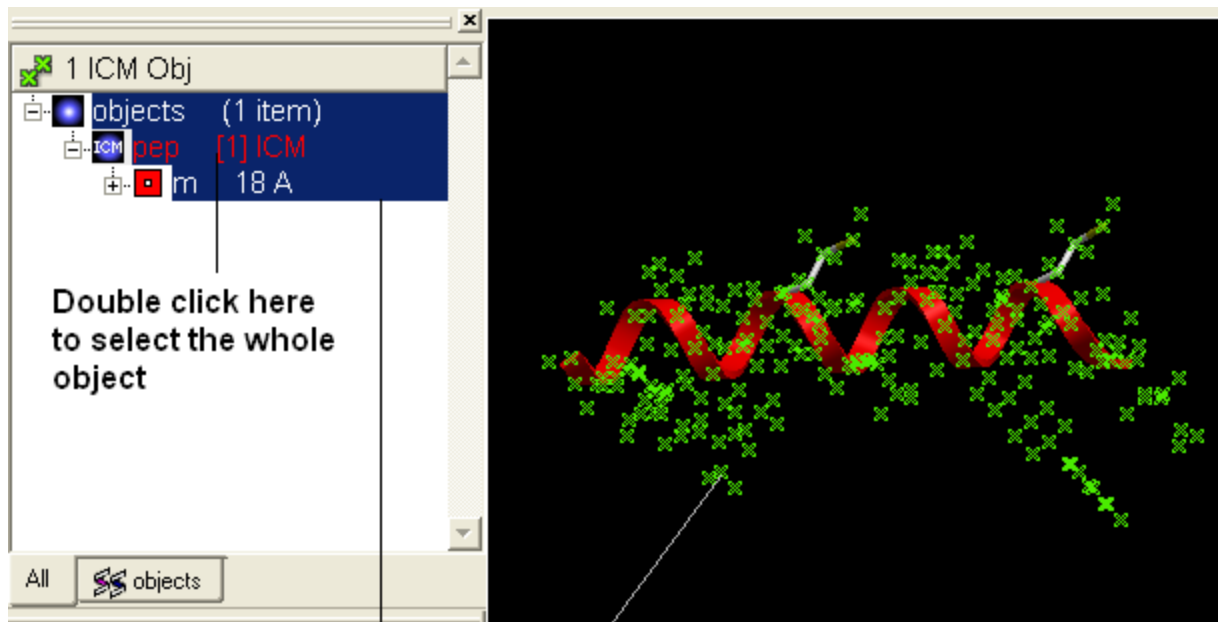 1 ICM Obj
objects (1 item)
ICM pep [1] ICM
m 18 A
Double click here
to select the whole
object
All objects